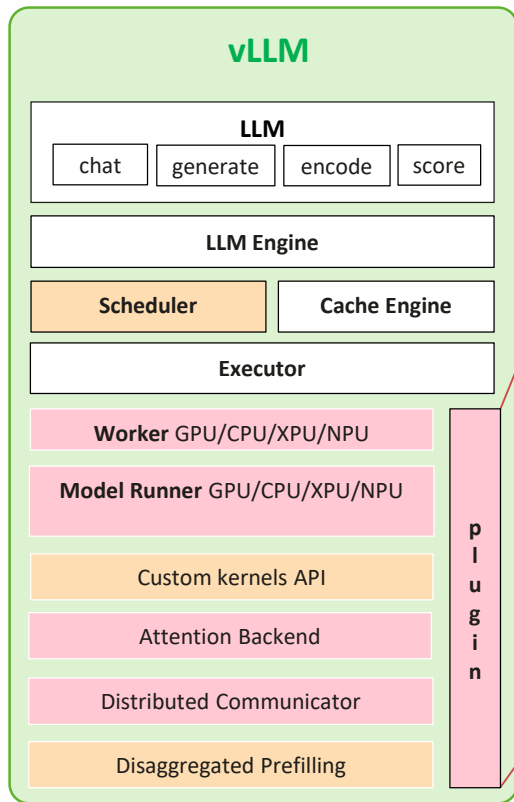 vLLM
LLM
chat generate encode score
LLM Engine
Scheduler Cache Engine
Executor
Worker GPU/CPU/XPU/NPU
Model Runner GPU/CPU/XPU/NPU
Custom kernels API
Attention Backend
Distributed Communicator
Disaggregated Prefilling
plugin